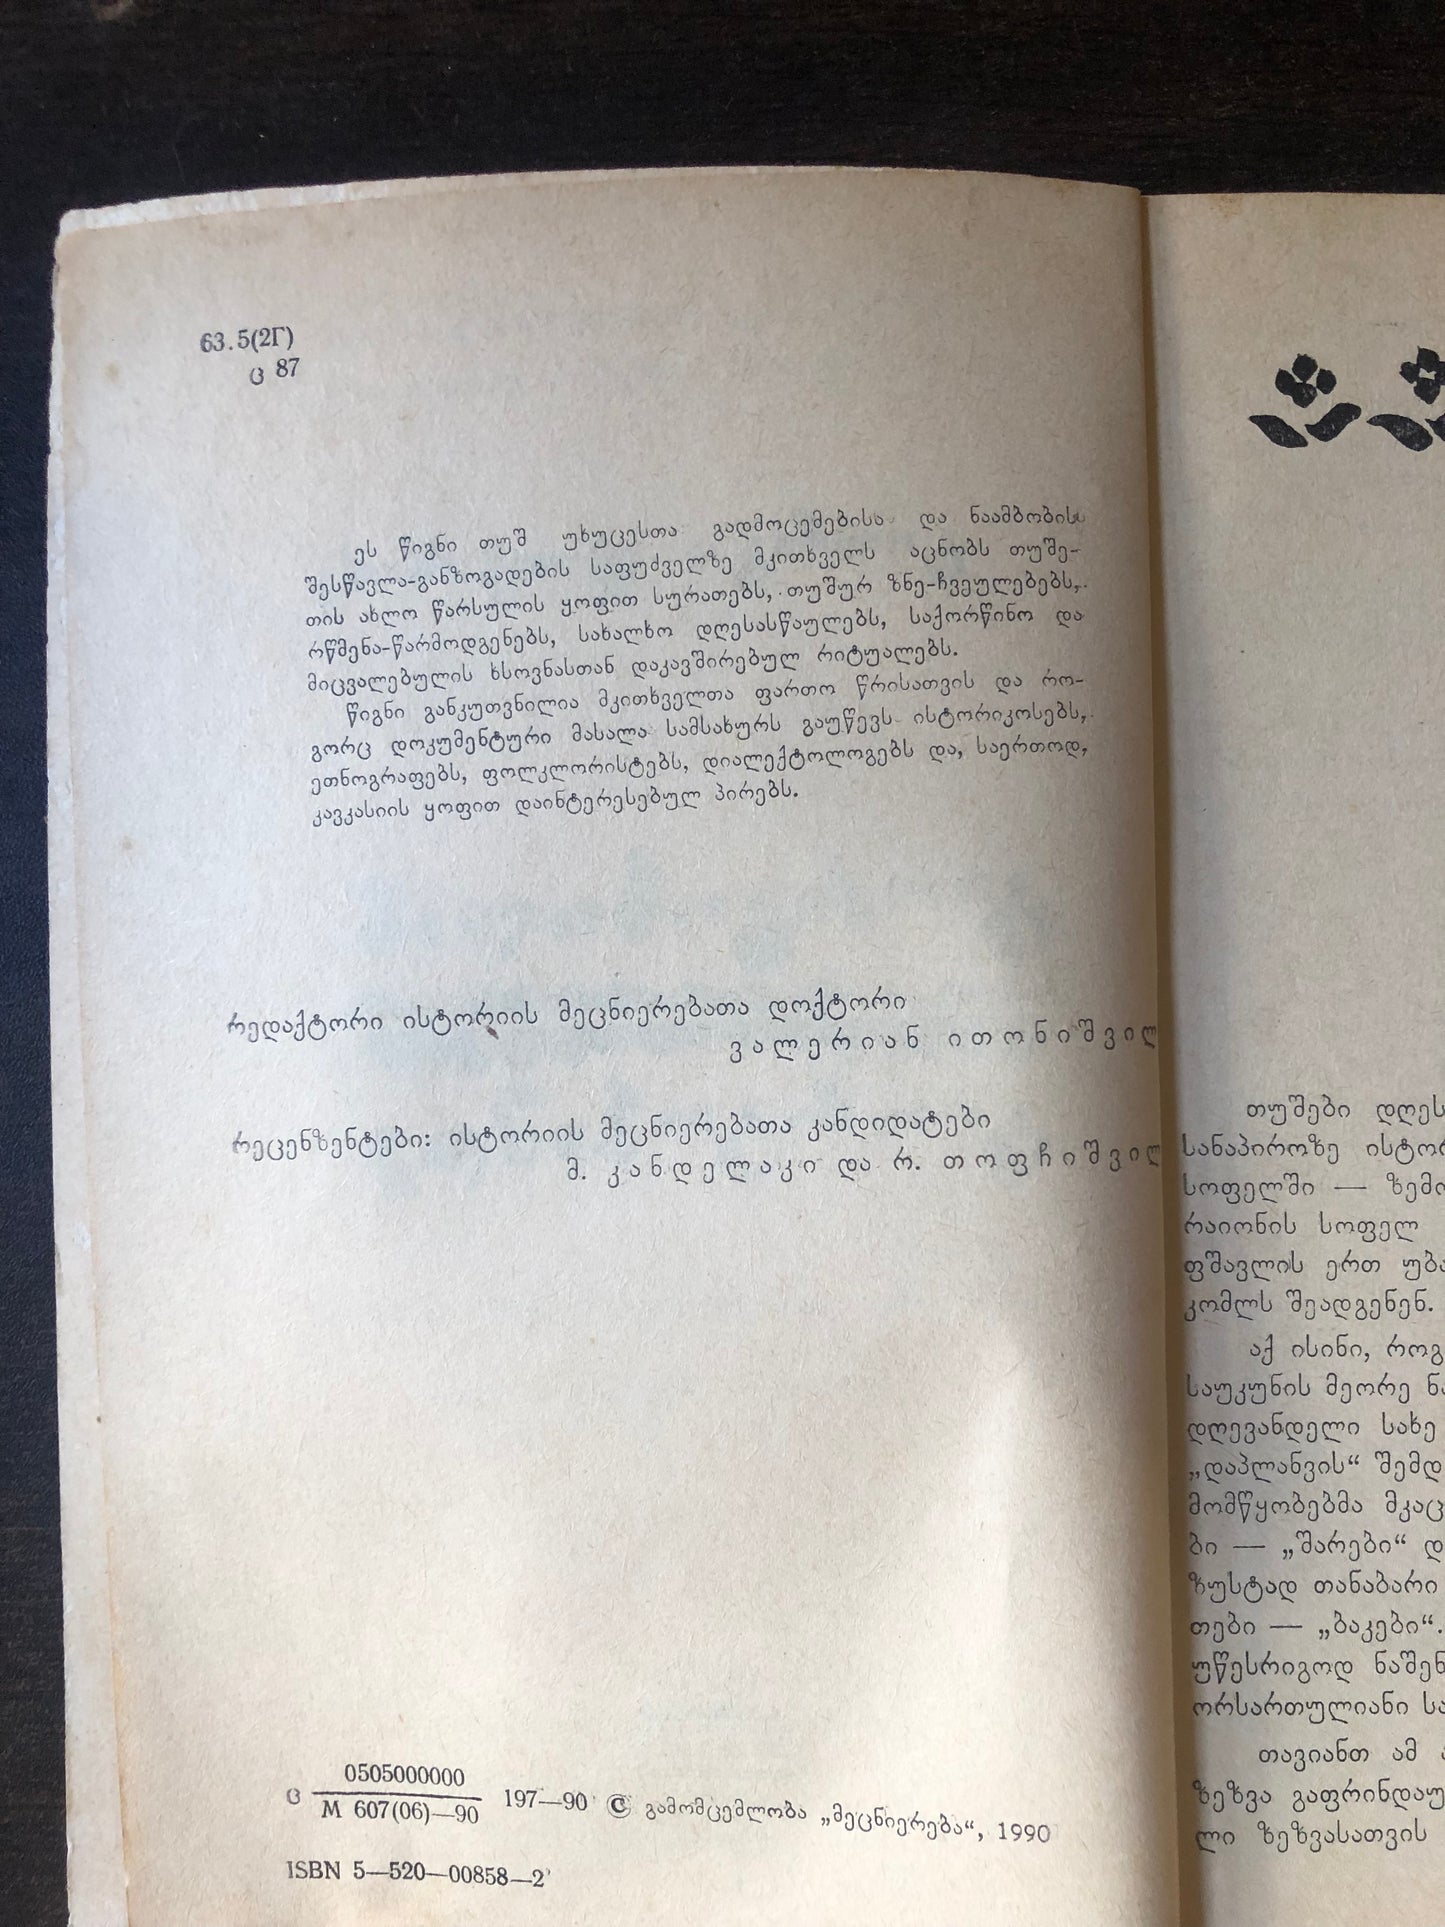 63.5(2Г)
ც 87
ეს წიგნი თუშ უხუცესთა გადმოცემებისა და ნაამბობის
შესწავლა-განზოგადების საფუძველზე მკითხველს აცნობს თუშე-
თის ახლო წარსულის ყოფით სურათებს, თუშურ ზნე-ჩვეულებებს,
რწმენა-წარმოდგენებს, სახალხო დღესასწაულებს, საქორწინო და
მიცვალებულის ხსოვნასთან დაკავშირებულ რიტუალებს.
წიგნი განკუთვნილია მკითხველთა ფართო წრისათვის და რო-
გორც დოკუმენტური მასალა სამსახურს გაუწევს ისტორიკოსებს,
ეთნოგრაფებს, ფოლკლორისტებს, დიალექტოლოგებს და, საერთოდ,
კავკასიის ყოფით დაინტერესებულ პირებს.
რედაქტორი ისტორიის მეცნიერებათა დოქტორი
ვალერიან ითონიშვილ
რეცენზენტები: ისტორიის მეცნიერებათა კანდიდატები
მ. კანდელაკი და რ. თოფჩიშვილ
ც 0505000000
М 607(06)—90 197—90 © გამომცემლობა „მეცნიერება“, 1990
ISBN 5—520—00858—2
თუშები დღეს
სანაპიროზე ისტორ
სოფელში — ზემო
რაიონის სოფელ
ფშავლის ერთ უბა
კომლს შეადგენენ.
აქ ისინი, როგ
საუკუნის მეორე ნა
დღევანდელი სახე
„დაპლანვის“ შემდ
მომწყობებმა მკაც
ბი — „შარები“ დ
ზუსტად თანაბარი
თები — „ბაკები“.
უწესრიგოდ ნაშენ
ორსართულიანი სა
თავიანთ ამ
ზეზვა გაფრინდაუ
ლი ზეზვასათვის